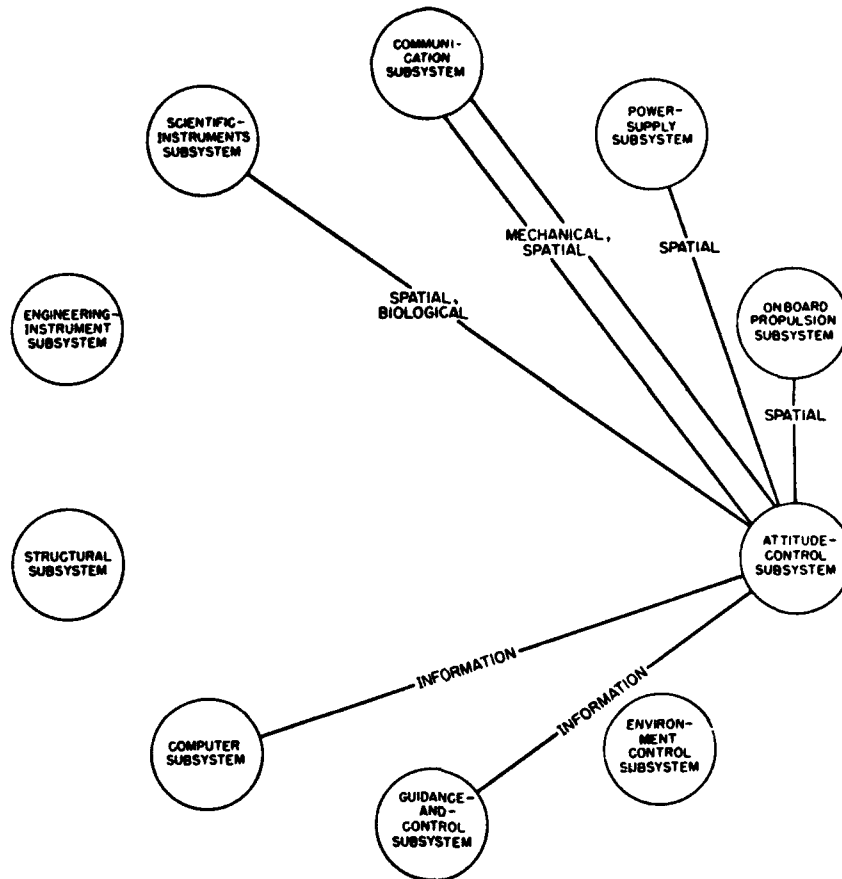 COMMUNI-
CATION
SUBSYSTEM
SCIENTIFIC-
INSTRUMENTS
SUBSYSTEM
POWER-
SUPPLY
SUBSYSTEM
MECHANICAL,
SPATIAL
SPATIAL
SPATIAL,
BIOLOGICAL
ENGINEERING-
INSTRUMENT
SUBSYSTEM
ONBOARD
PROPULSION
SUBSYSTEM
SPATIAL
STRUCTURAL
SUBSYSTEM
ATTITUDE-
CONTROL
SUBSYSTEM
INFORMATION
INFORMATION
COMPUTER
SUBSYSTEM
ENVIRON-
MENT
CONTROL
SUBSYSTEM
GUIDANCE-
AND-
CONTROL
SUBSYSTEM